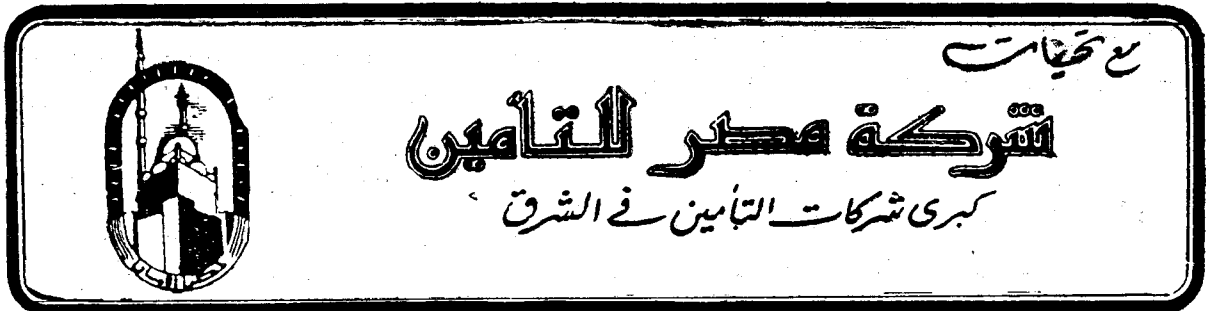 مع تحيات
شركة مصر للتأمين
كبرى شركات التأمين في الشرق